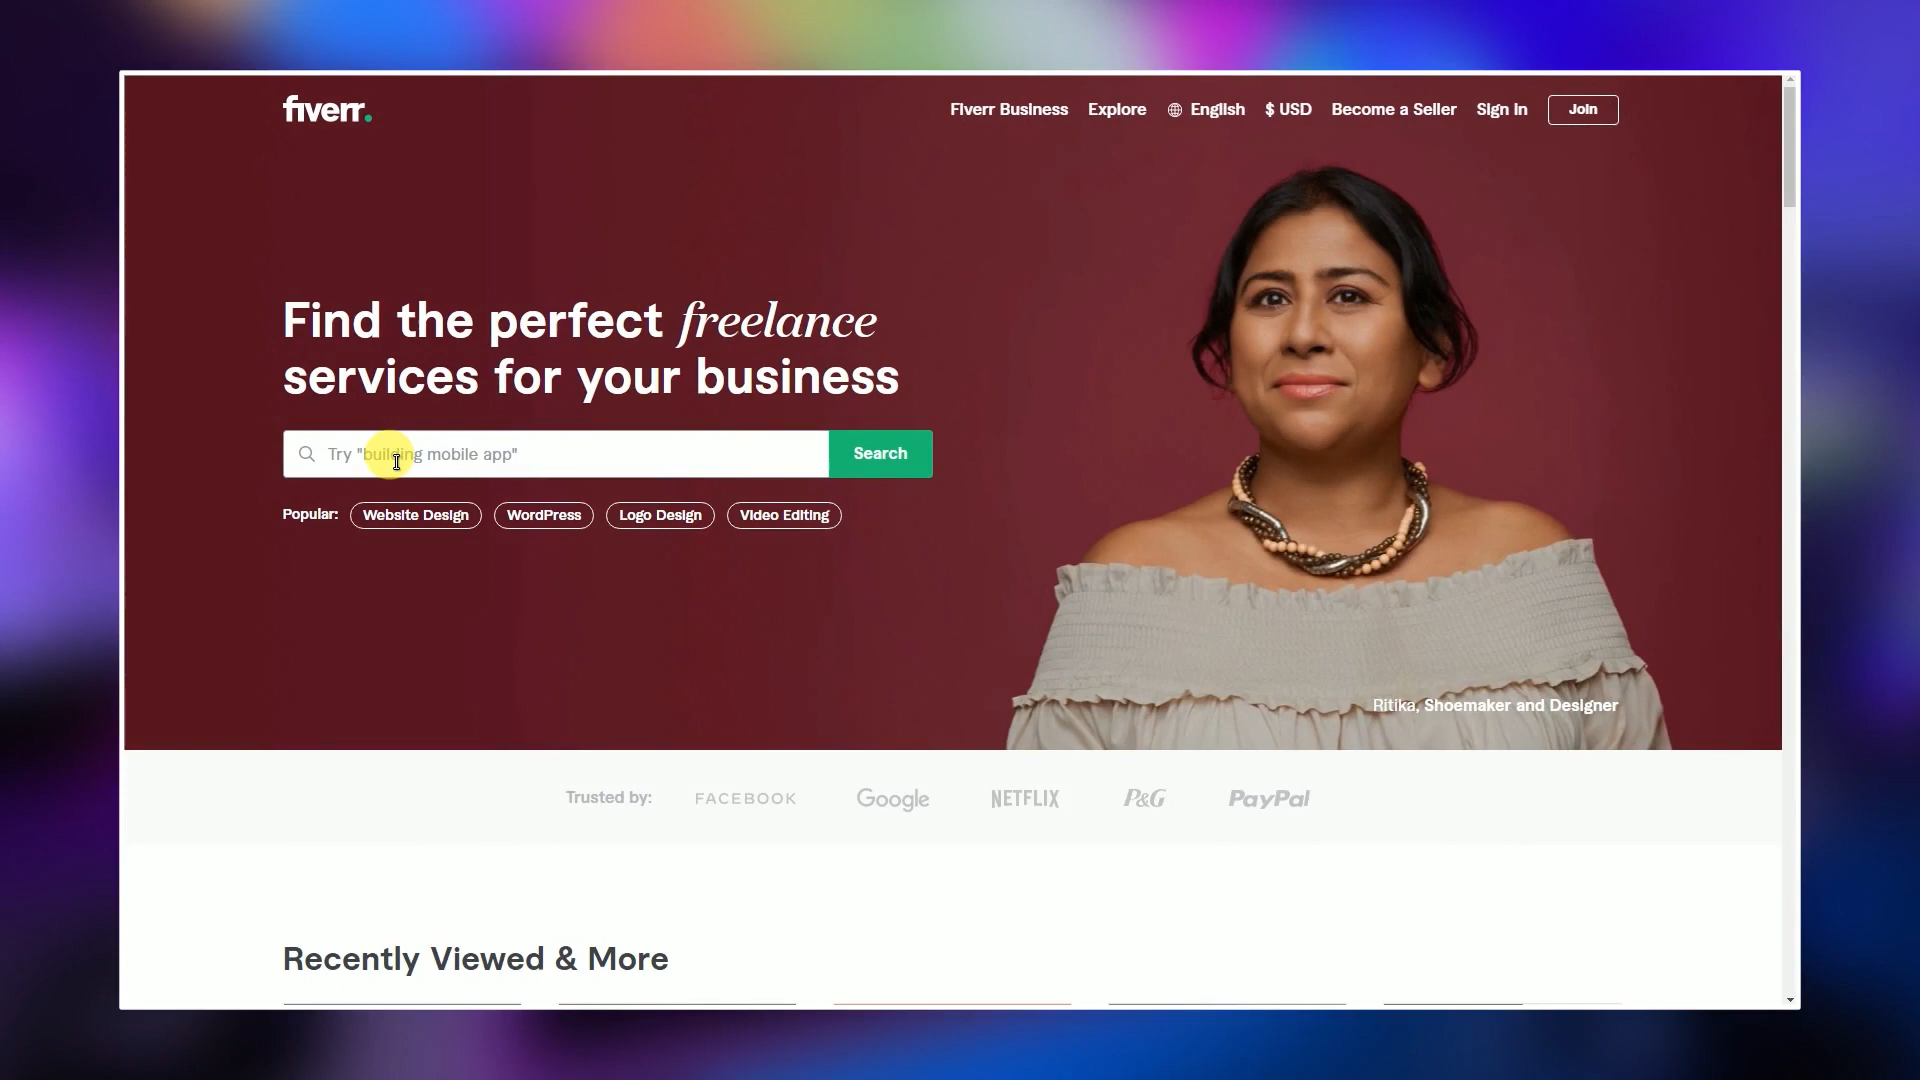 fiverr.
Fiverr Business Explore English $ USD Become a Seller Sign In Join
Find the perfect freelance
services for your business
Try "building mobile app" Search
Popular: Website Design WordPress Logo Design Video Editing
Ritika, Shoemaker and Designer
Trusted by: FACEBOOK Google NETFLIX P&G PayPal
Recently Viewed & More